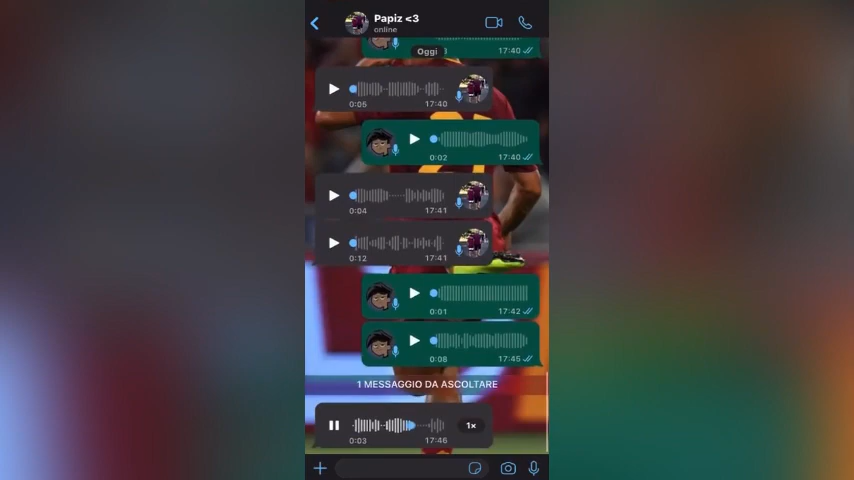 Papiz <3
online
17:40
Oggi
0:05 17:40
0:02 17:40
0:04 17:41
0:12 17:41
0:01 17:42
0:08 17:45
1 MESSAGGIO DA ASCOLTARE
1×
0:03 17:46